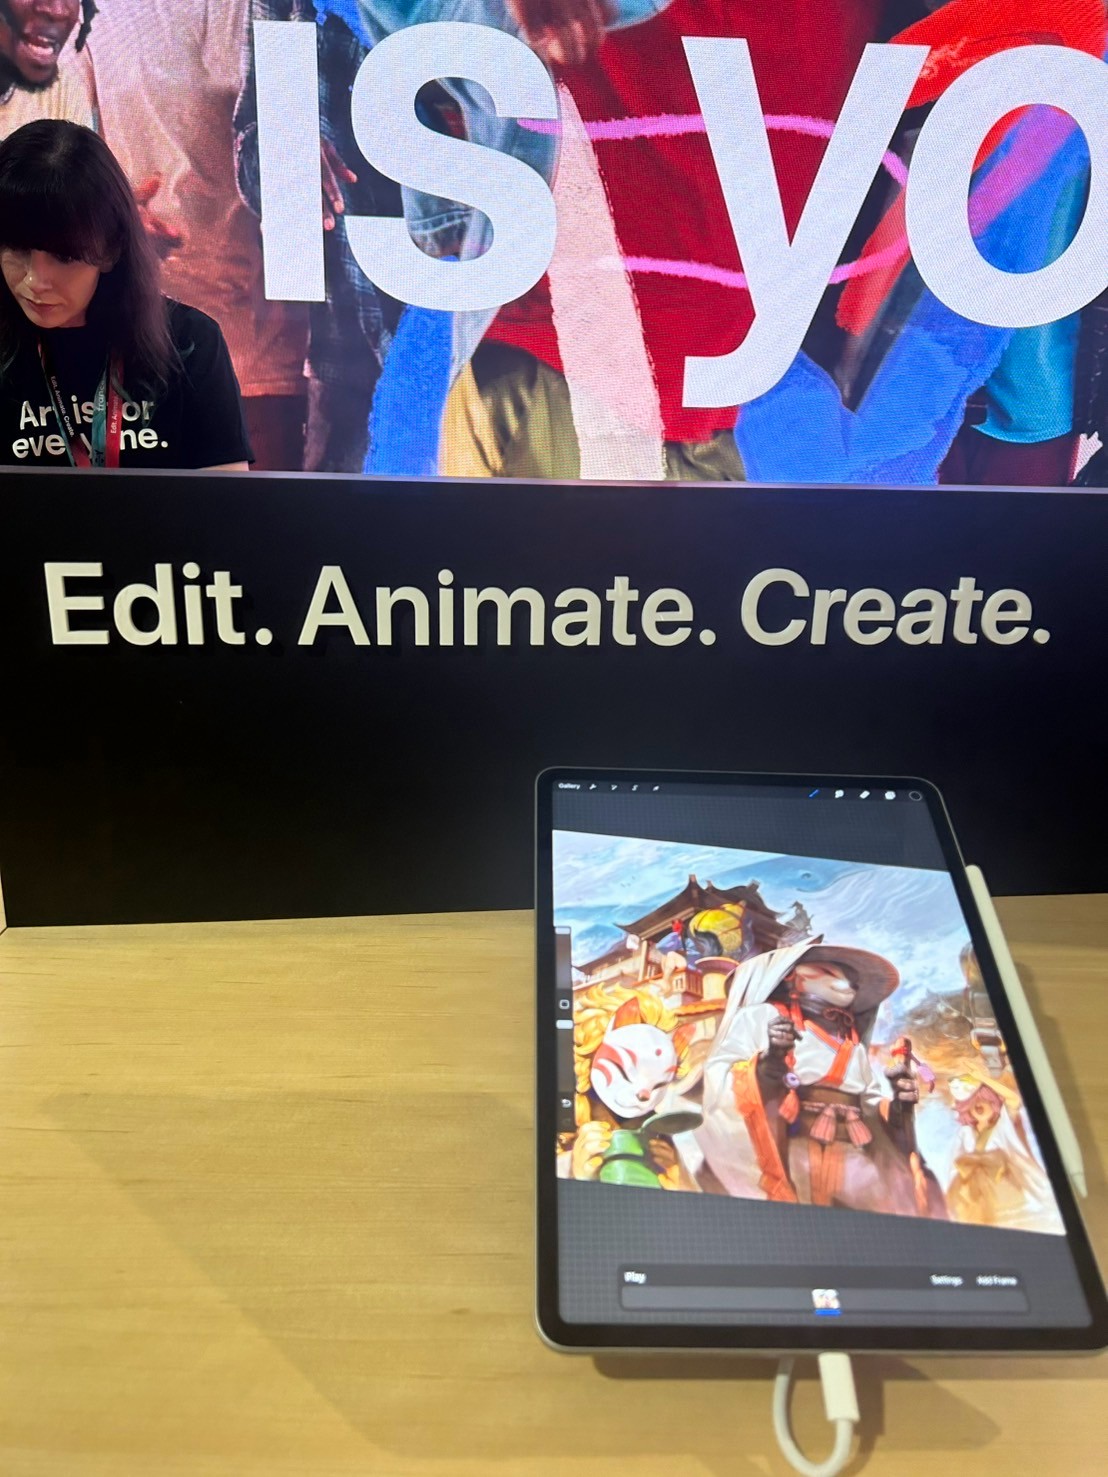 is yo
Art is for
everyone.
Edit. Animate. Create.
Gallery
Play
Settings
Add Frame